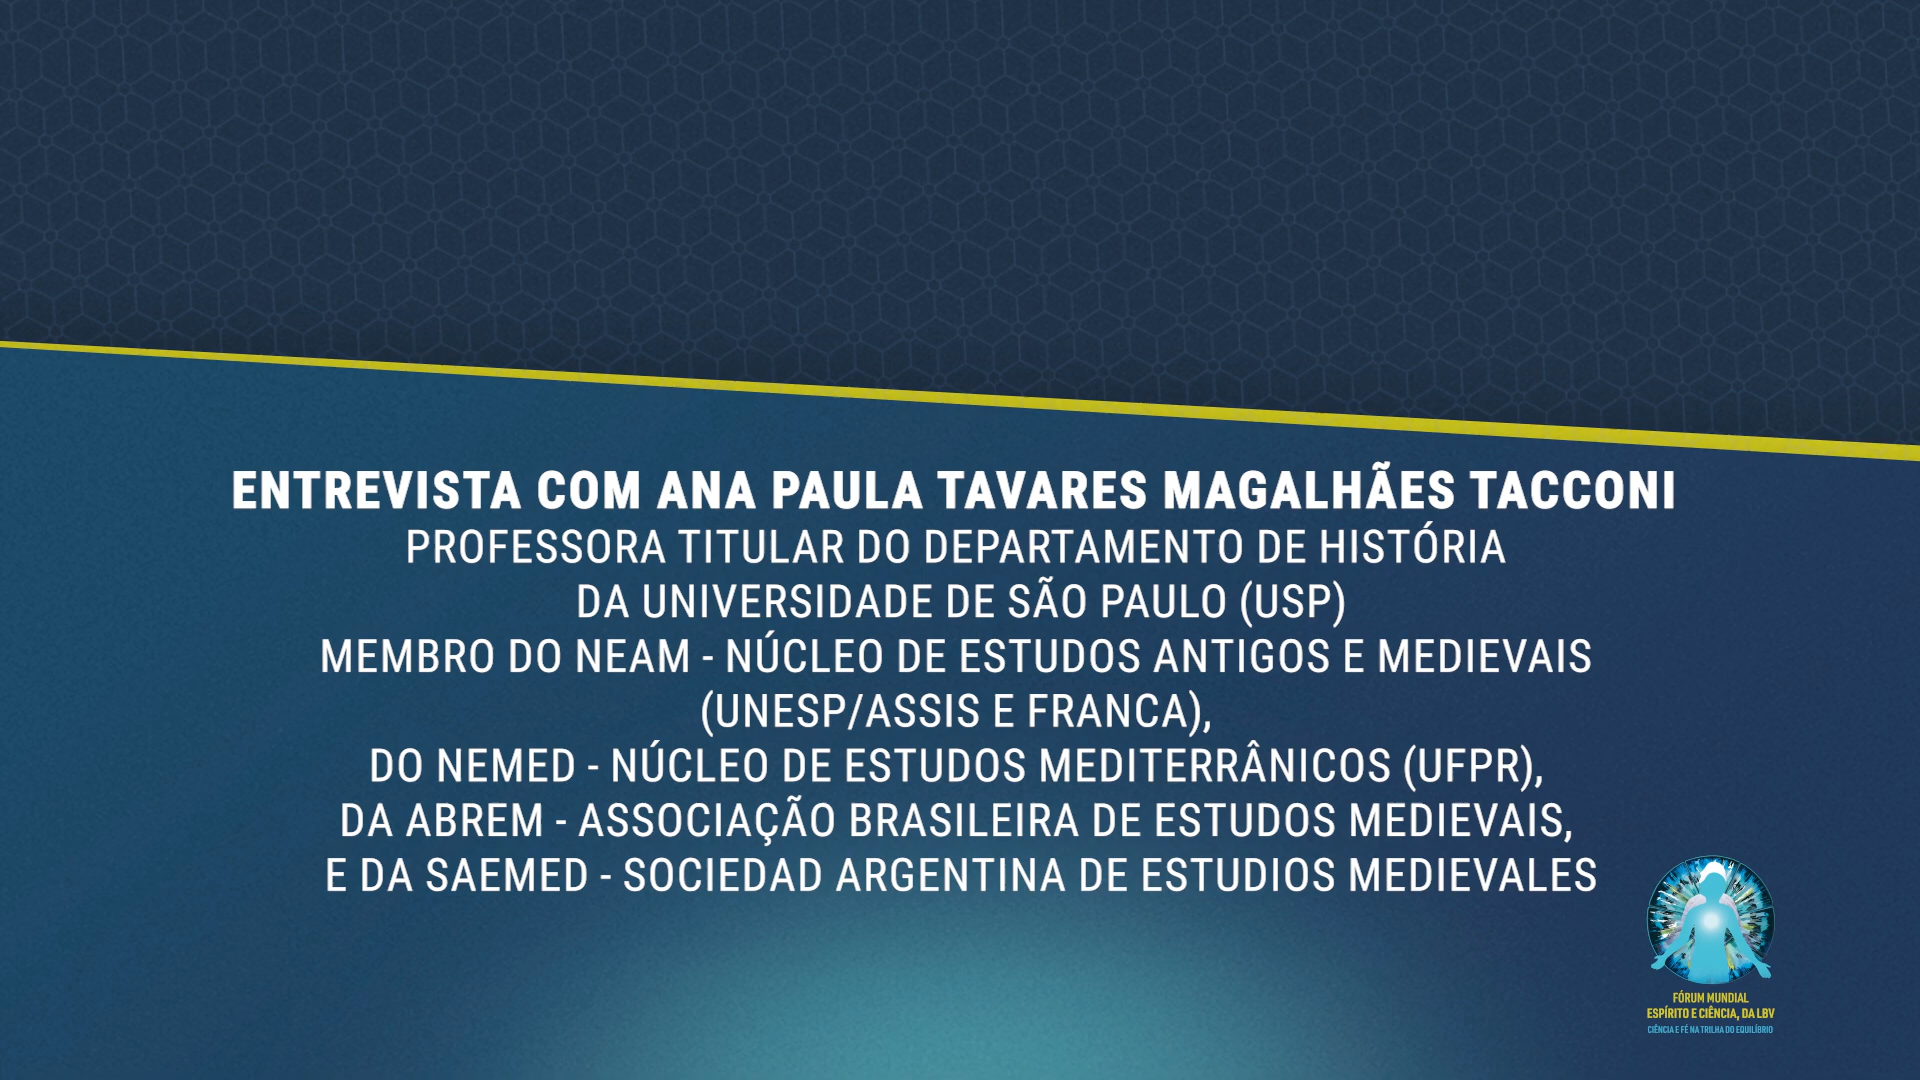 ENTREVISTA COM ANA PAULA TAVARES MAGALHÃES TACCONI
PROFESSORA TITULAR DO DEPARTAMENTO DE HISTÓRIA
DA UNIVERSIDADE DE SÃO PAULO (USP)
MEMBRO DO NEAM - NÚCLEO DE ESTUDOS ANTIGOS E MEDIEVAIS
(UNESP/ASSIS E FRANCA),
DO NEMED - NÚCLEO DE ESTUDOS MEDITERRÂNICOS (UFPR),
DA ABREM - ASSOCIAÇÃO BRASILEIRA DE ESTUDOS MEDIEVAIS,
E DA SAEMED - SOCIEDAD ARGENTINA DE ESTUDIOS MEDIEVALES
FÓRUM MUNDIAL
ESPÍRITO E CIÊNCIA, DA LBV
CIÊNCIA E FÉ NA TRILHA DO EQUILÍBRIO